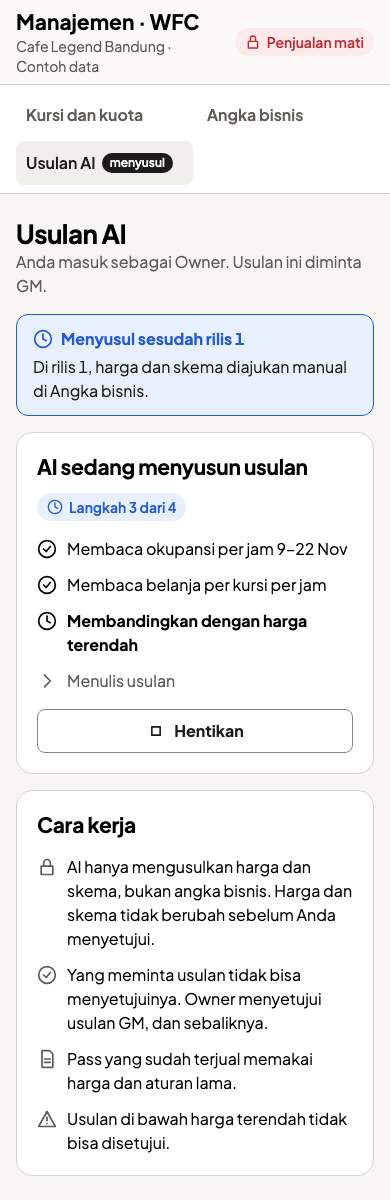 Manajemen · WFC
Cafe Legend Bandung ·
Contoh data
Penjualan mati
Kursi dan kuota
Angka bisnis
Usulan AI menyusul
Usulan AI
Anda masuk sebagai Owner. Usulan ini diminta
GM.
Menyusul sesudah rilis 1
Di rilis 1, harga dan skema diajukan manual
di Angka bisnis.
AI sedang menyusun usulan
Langkah 3 dari 4
Membaca okupansi per jam 9–22 Nov
Membaca belanja per kursi per jam
Membandingkan dengan harga
terendah
Menulis usulan
Hentikan
Cara kerja
AI hanya mengusulkan harga dan
skema, bukan angka bisnis. Harga dan
skema tidak berubah sebelum Anda
menyetujui.
Yang meminta usulan tidak bisa
menyetujuinya. Owner menyetujui
usulan GM, dan sebaliknya.
Pass yang sudah terjual memakai
harga dan aturan lama.
Usulan di bawah harga terendah tidak
bisa disetujui.